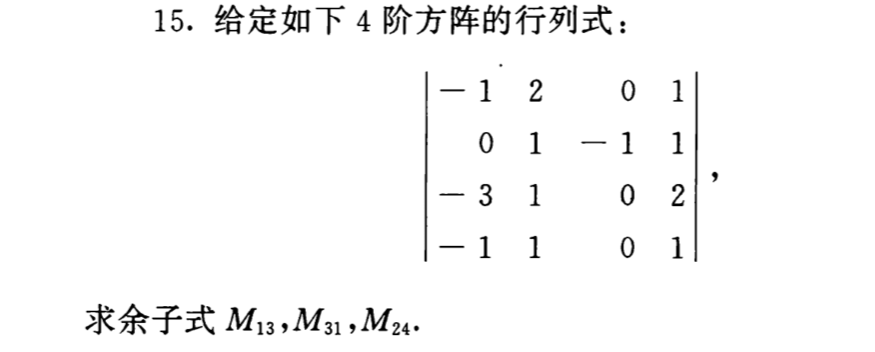 15. 给定如下 4 阶方阵的行列式：
－1 2 0 1
0 1 －1 1
－3 1 0 2 ，
－1 1 0 1
求余子式 M₁₃,M₃₁,M₂₄.